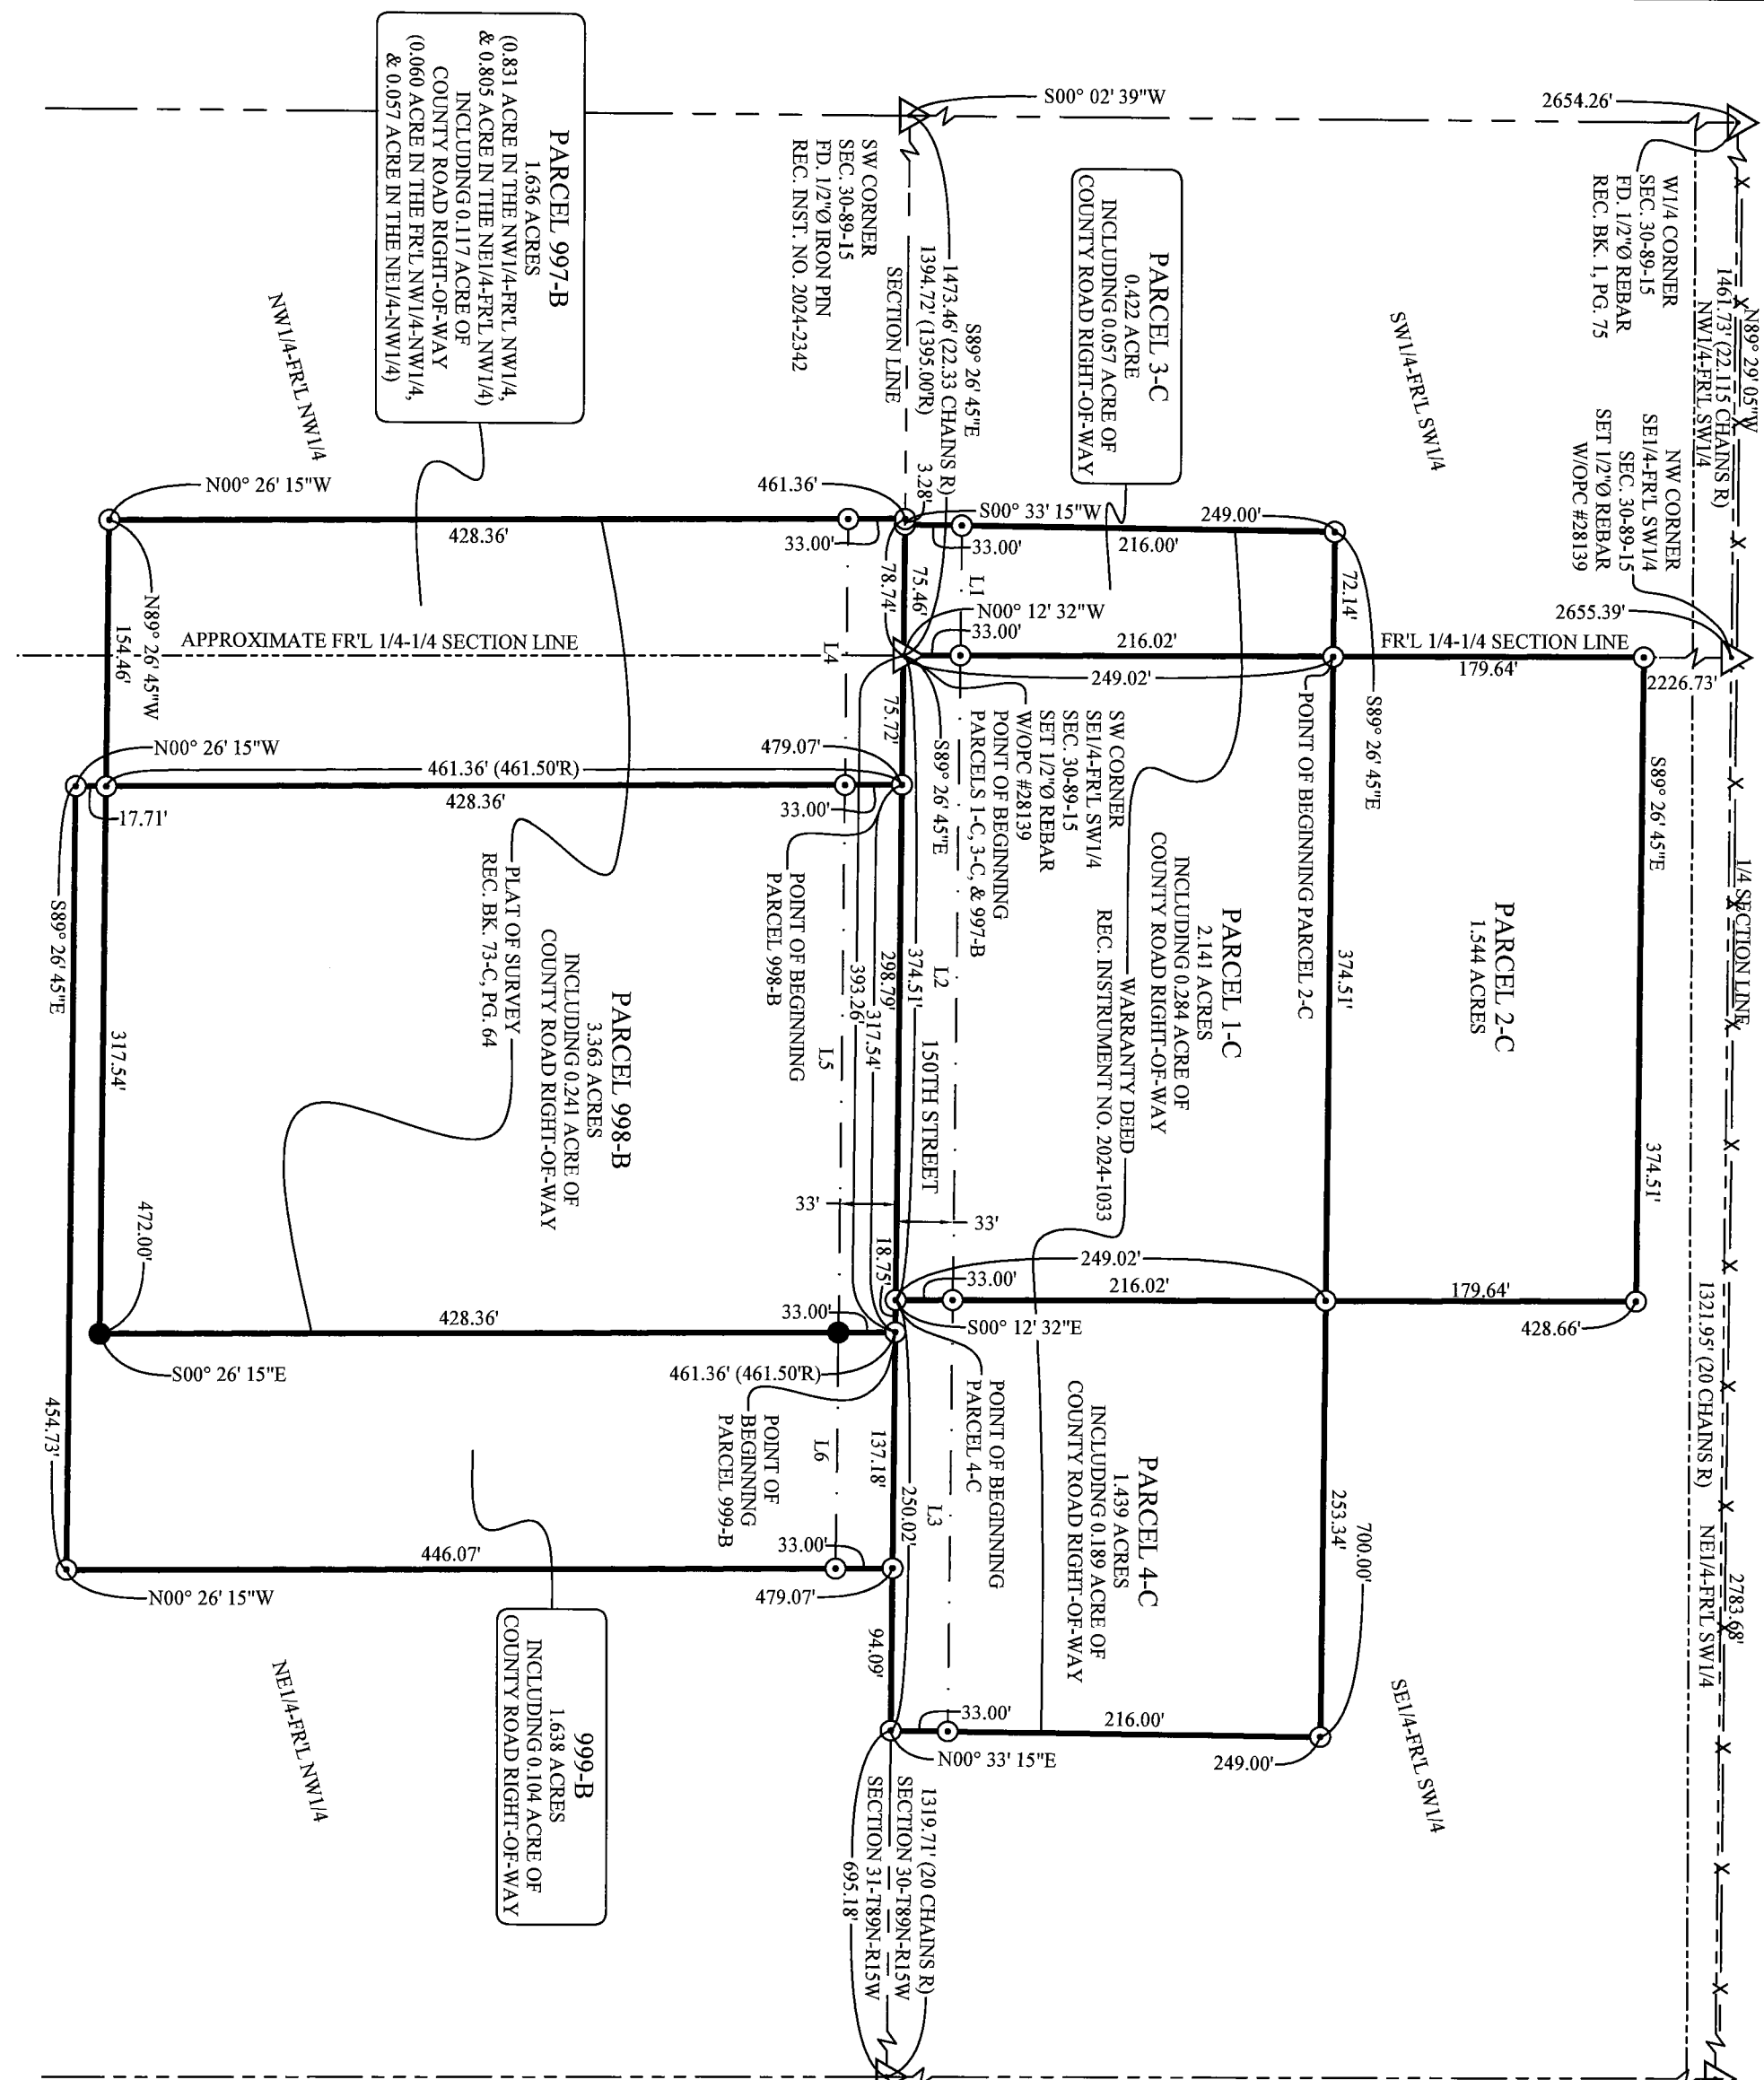 S00° 02' 39"W
2654.26'
W1/4 CORNER
SEC. 30-89-15
FD. 1/2"Ø REBAR
REC. BK. 1, PG. 75
N89° 29' 05"W
1461.73' (22.115 CHAINS R)
NW1/4-FR'L SW1/4
NW CORNER
SE1/4-FR'L SW1/4
SEC. 30-89-15
SET 1/2"Ø REBAR
W/OPC #28139
2655.39'
FR'L 1/4-1/4 SECTION LINE
179.64'
2226.73'
1/4 SECTION LINE
1321.95' (20 CHAINS R)
NE1/4-FR'L SW1/4
2783.68'
SW1/4-FR'L SW1/4
PARCEL 3-C
0.422 ACRE
INCLUDING 0.057 ACRE OF
COUNTY ROAD RIGHT-OF-WAY
SW CORNER
SEC. 30-89-15
FD. 1/2"Ø IRON PIN
REC. INST. NO. 2024-2342
S89° 26' 45"E
1473.46' (22.33 CHAINS R)
1394.72' (1395.00'R)
SECTION LINE
3.28'
PARCEL 997-B
1.636 ACRES
(0.831 ACRE IN THE NW1/4-FR'L NW1/4,
& 0.805 ACRE IN THE NE1/4-FR'L NW1/4)
INCLUDING 0.117 ACRE OF
COUNTY ROAD RIGHT-OF-WAY
(0.060 ACRE IN THE FR'L NW1/4-NW1/4,
& 0.057 ACRE IN THE NE1/4-NW1/4)
NW1/4-FR'L NW1/4
N00° 26' 15"W
428.36'
461.36'
33.00'
S00° 33' 15"W
33.00'
216.00'
249.00'
72.14'
S89° 26' 45"E
L1
75.46'
78.74'
N00° 12' 32"W
33.00'
216.02'
249.02'
N89° 26' 45"W
154.46'
APPROXIMATE FR'L 1/4-1/4 SECTION LINE
L4
75.72'
S89° 26' 45"E
SW CORNER
SE1/4-FR'L SW1/4
SEC. 30-89-15
SET 1/2"Ø REBAR
W/OPC #28139
POINT OF BEGINNING
PARCELS 1-C, 3-C, & 997-B
POINT OF BEGINNING PARCEL 2-C
S89° 26' 45"E
374.51'
PARCEL 2-C
1.544 ACRES
374.51'
179.64'
428.66'
N00° 26' 15"W
461.36' (461.50'R)
479.07'
428.36'
33.00'
17.71'
POINT OF BEGINNING
PARCEL 998-B
PARCEL 1-C
2.141 ACRES
INCLUDING 0.284 ACRE OF
COUNTY ROAD RIGHT-OF-WAY
WARRANTY DEED
REC. INSTRUMENT NO. 2024-1033
L2
374.51'
298.79'
317.54'
393.26'
L5
150TH STREET
33'
33'
18.75'
PLAT OF SURVEY
REC. BK. 73-C, PG. 64
PARCEL 998-B
3.363 ACRES
INCLUDING 0.241 ACRE OF
COUNTY ROAD RIGHT-OF-WAY
S89° 26' 45"E
317.54'
472.00'
249.02'
33.00'
216.02'
S00° 12' 32"E
428.36'
33.00'
S00° 26' 15"E
461.36' (461.50'R)
454.73'
POINT OF BEGINNING
PARCEL 4-C
POINT OF
BEGINNING
PARCEL 999-B
L6
137.18'
250.02'
L3
PARCEL 4-C
1.439 ACRES
INCLUDING 0.189 ACRE OF
COUNTY ROAD RIGHT-OF-WAY
253.34'
700.00'
446.07'
33.00'
N00° 26' 15"W
479.07'
94.09'
33.00'
216.00'
N00° 33' 15"E
249.00'
999-B
1.638 ACRES
INCLUDING 0.104 ACRE OF
COUNTY ROAD RIGHT-OF-WAY
NE1/4-FR'L NW1/4
SE1/4-FR'L SW1/4
1319.71' (20 CHAINS R)
SECTION 30-T89N-R15W
SECTION 31-T89N-R15W
695.18'